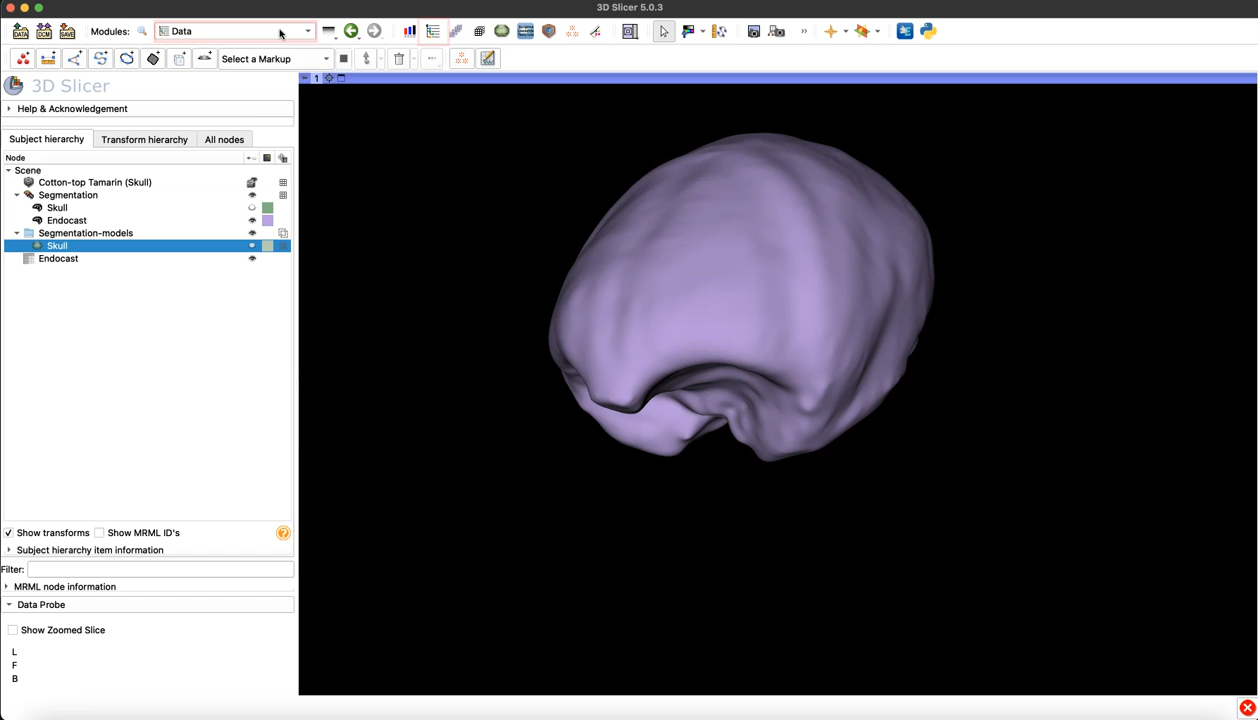 3D Slicer 5.0.3
DATA DCM SAVE Modules: Data
Select a Markup
1
3D Slicer
Help & Acknowledgement
Subject hierarchy Transform hierarchy All nodes
Node
Scene
Cotton-top Tamarin (Skull)
Segmentation
Skull
Endocast
Segmentation-models
Skull
Endocast
Show transforms Show MRML ID's
Subject hierarchy item information
Filter:
MRML node information
Data Probe
Show Zoomed Slice
L
F
B